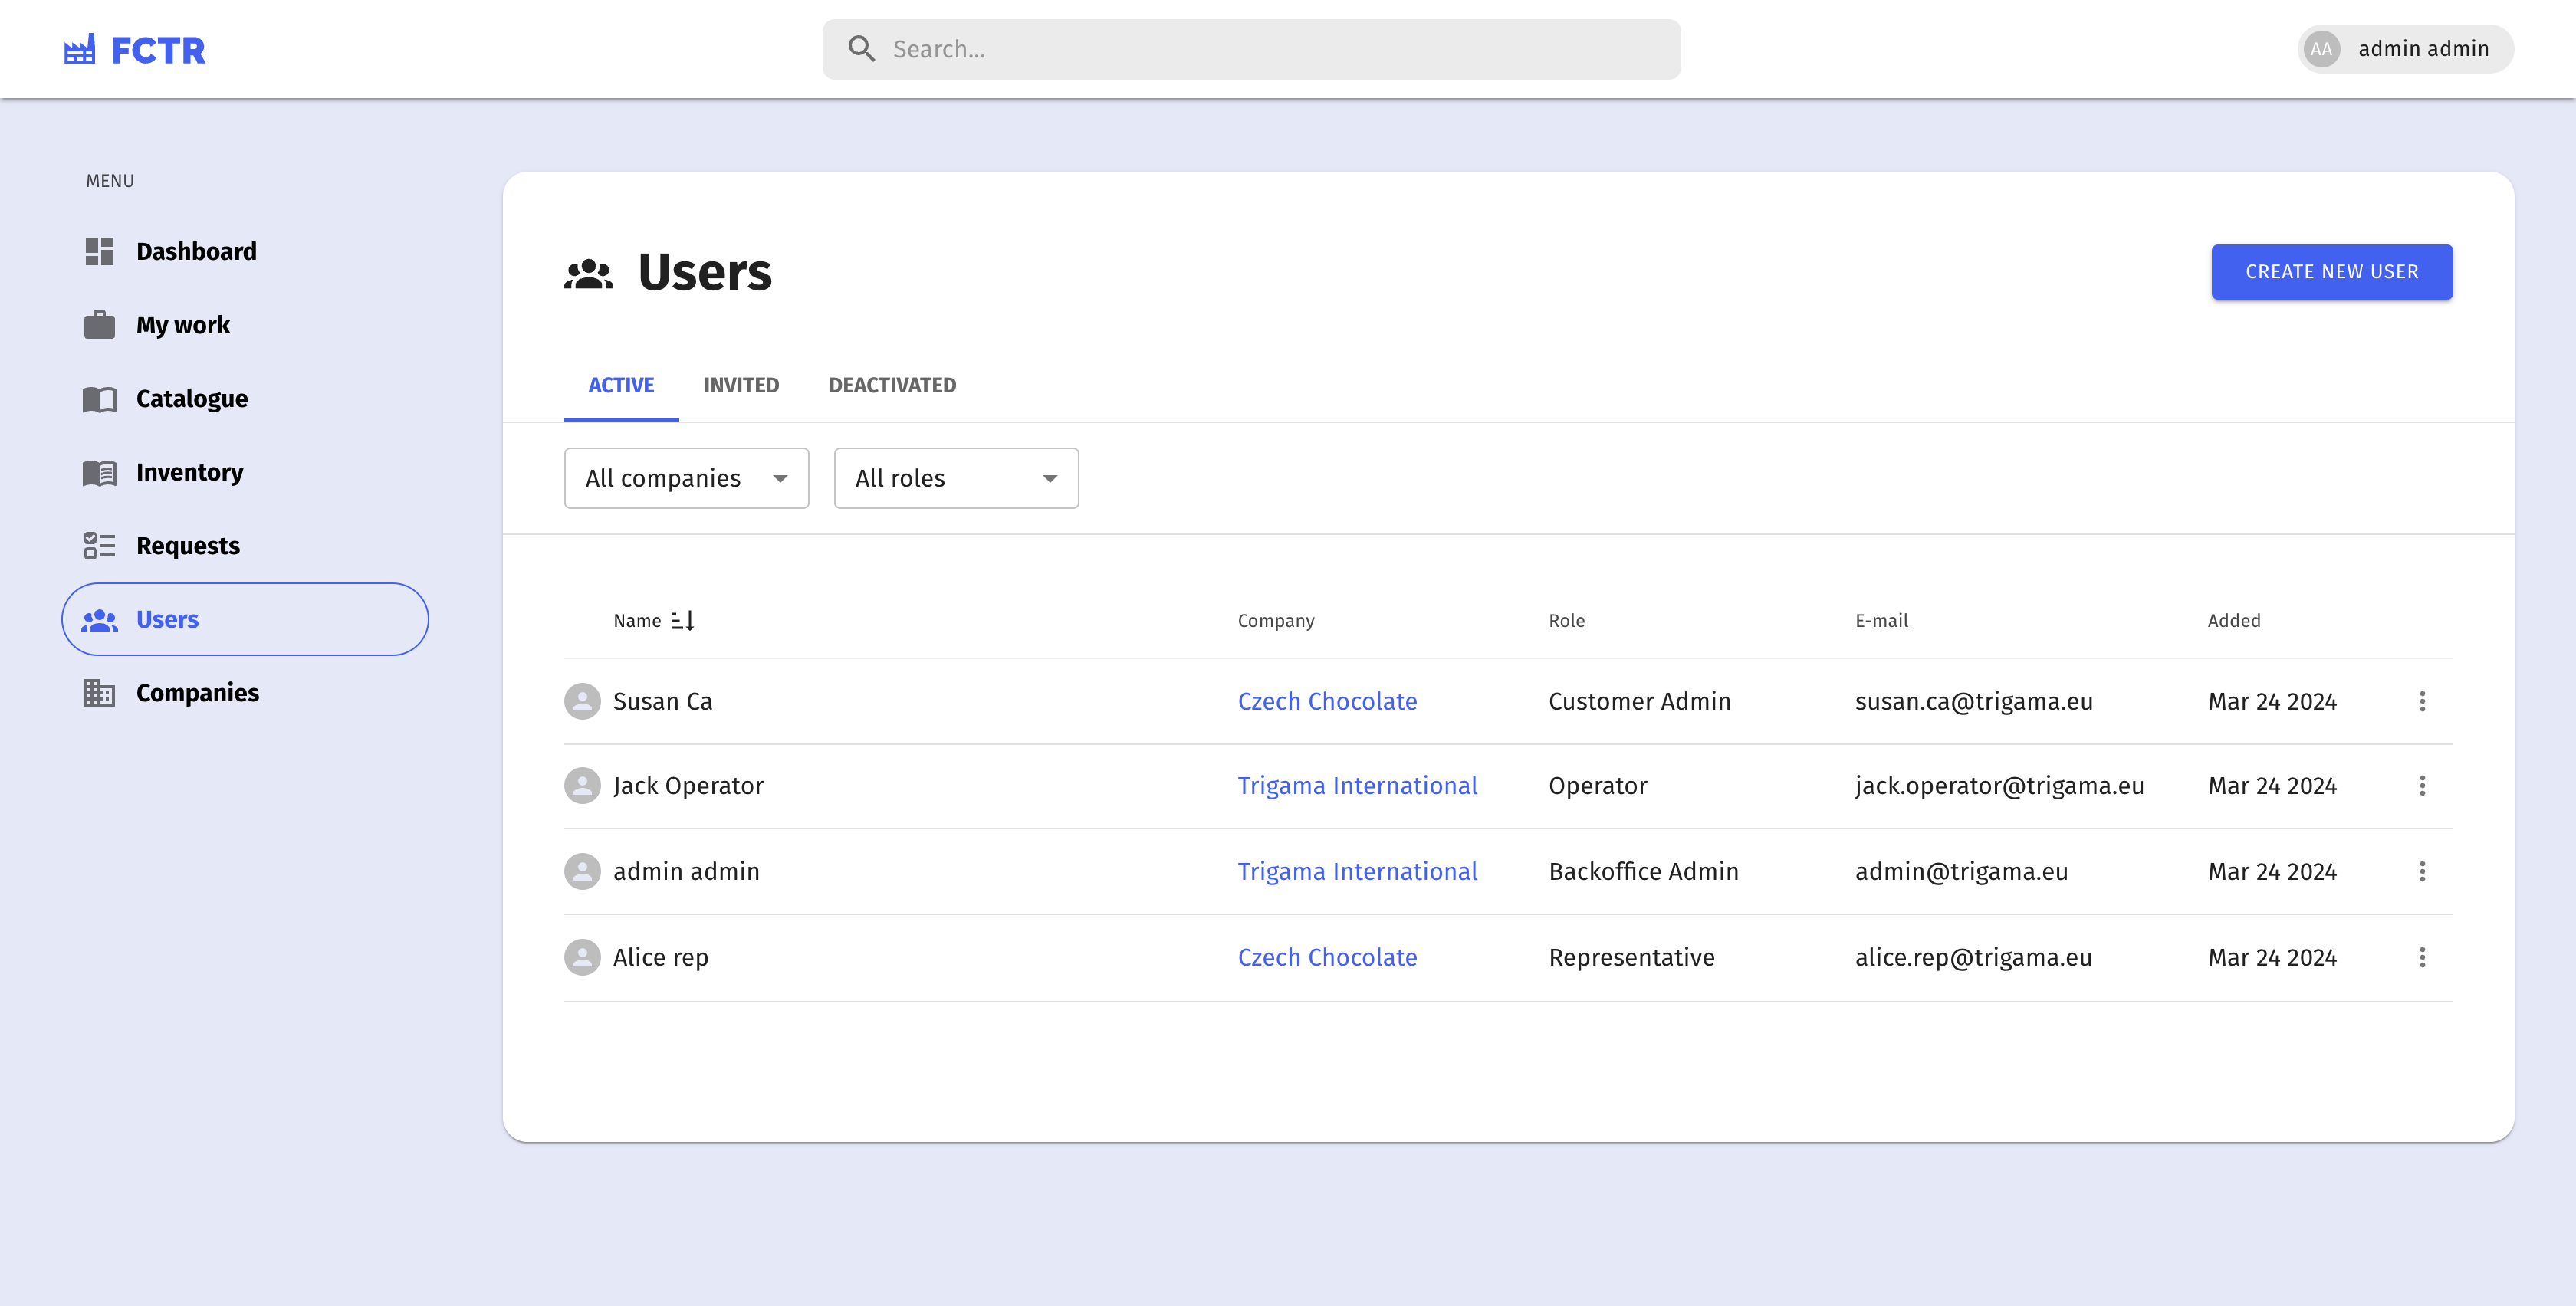 FCTR
Search...
AA admin admin
MENU
Dashboard
My work
Catalogue
Inventory
Requests
Users
Companies
Users
CREATE NEW USER
ACTIVE INVITED DEACTIVATED
All companies All roles
Name Company Role E-mail Added
Susan Ca Czech Chocolate Customer Admin susan.ca@trigama.eu Mar 24 2024
Jack Operator Trigama International Operator jack.operator@trigama.eu Mar 24 2024
admin admin Trigama International Backoffice Admin admin@trigama.eu Mar 24 2024
Alice rep Czech Chocolate Representative alice.rep@trigama.eu Mar 24 2024